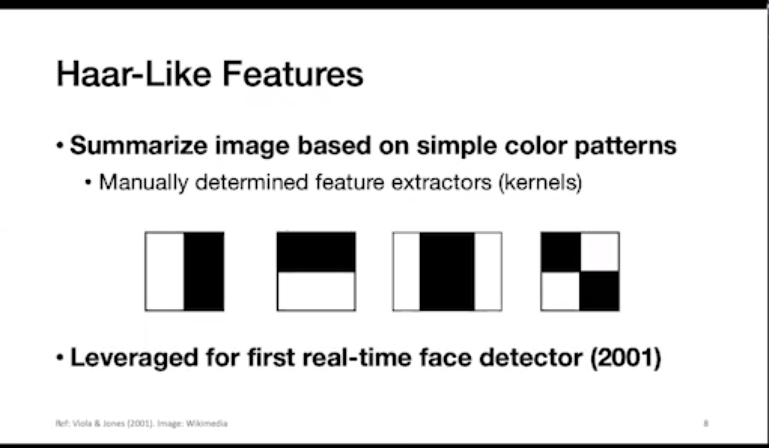 Haar-Like Features
• Summarize image based on simple color patterns
• Manually determined feature extractors (kernels)
• Leveraged for first real-time face detector (2001)
Ref: Viola & Jones (2001). Image: Wikimedia
8